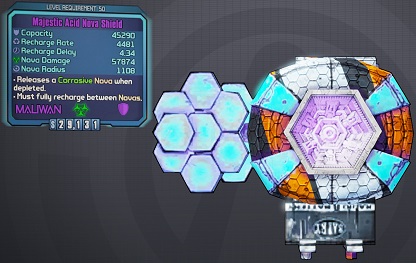 LEVEL REQUIREMENT: 50
Majestic Acid Nova Shield
Capacity 45290
Recharge Rate 4481
Recharge Delay 4.34
Nova Damage 57874
Nova Radius 1108
• Releases a Corrosive Nova when
depleted.
• Must fully recharge between Novas.
MALIWAN
$ 29131